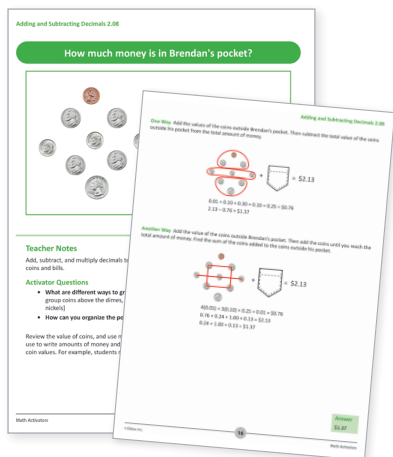 Adding and Subtracting Decimals 2.08
How much money is in Brendan's pocket?
Teacher Notes
Add, subtract, and multiply decimals to
coins and bills.
Activator Questions
• What are different ways to gr
group coins above the dimes,
nickels]
• How can you organize the po
Review the value of coins, and use
use to write amounts of money and
coin values. For example, students
Math Activators
Adding and Subtracting Decimals 2.08
One Way Add the values of the coins outside Brendan's pocket. Then subtract the total value of the coins
outside his pocket from the total amount of money.
+ = $2.13
0.01 + 0.10 + 0.30 + 0.10 + 0.25 = $0.76
2.13 – 0.76 = $1.37
Another Way Add the value of the coins outside Brendan's pocket. Then add the coins until you reach the
total amount of money. Find the sum of the coins added to the coins outside his pocket.
+ = $2.13
0.76 + 0.24 + 1.00 + 0.13 = $2.13
0.24 + 1.00 + 0.13 = $1.37
Answer
$1.37
16
Math Activators